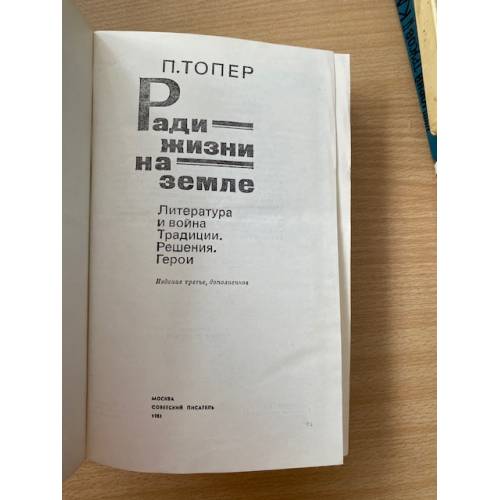 П.ТОПЕР
Ради
жизни
на
земле
Литература
и война
Традиции.
Решения.
Герои
Издание третье, дополненное
МОСКВА
СОВЕТСКИЙ ПИСАТЕЛЬ